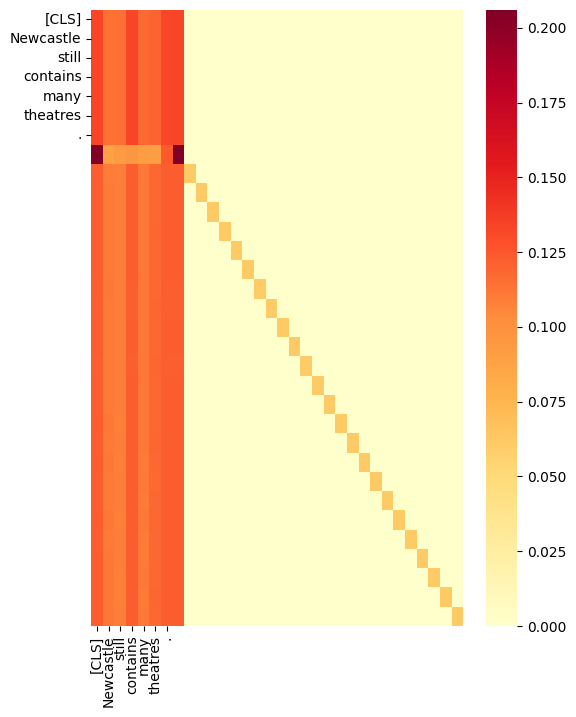 [CLS]
Newcastle
still
contains
many
theatres
.
0.200
0.175
0.150
0.125
0.100
0.075
0.050
0.025
0.000
[CLS]
Newcastle
still
contains
many
theatres
.